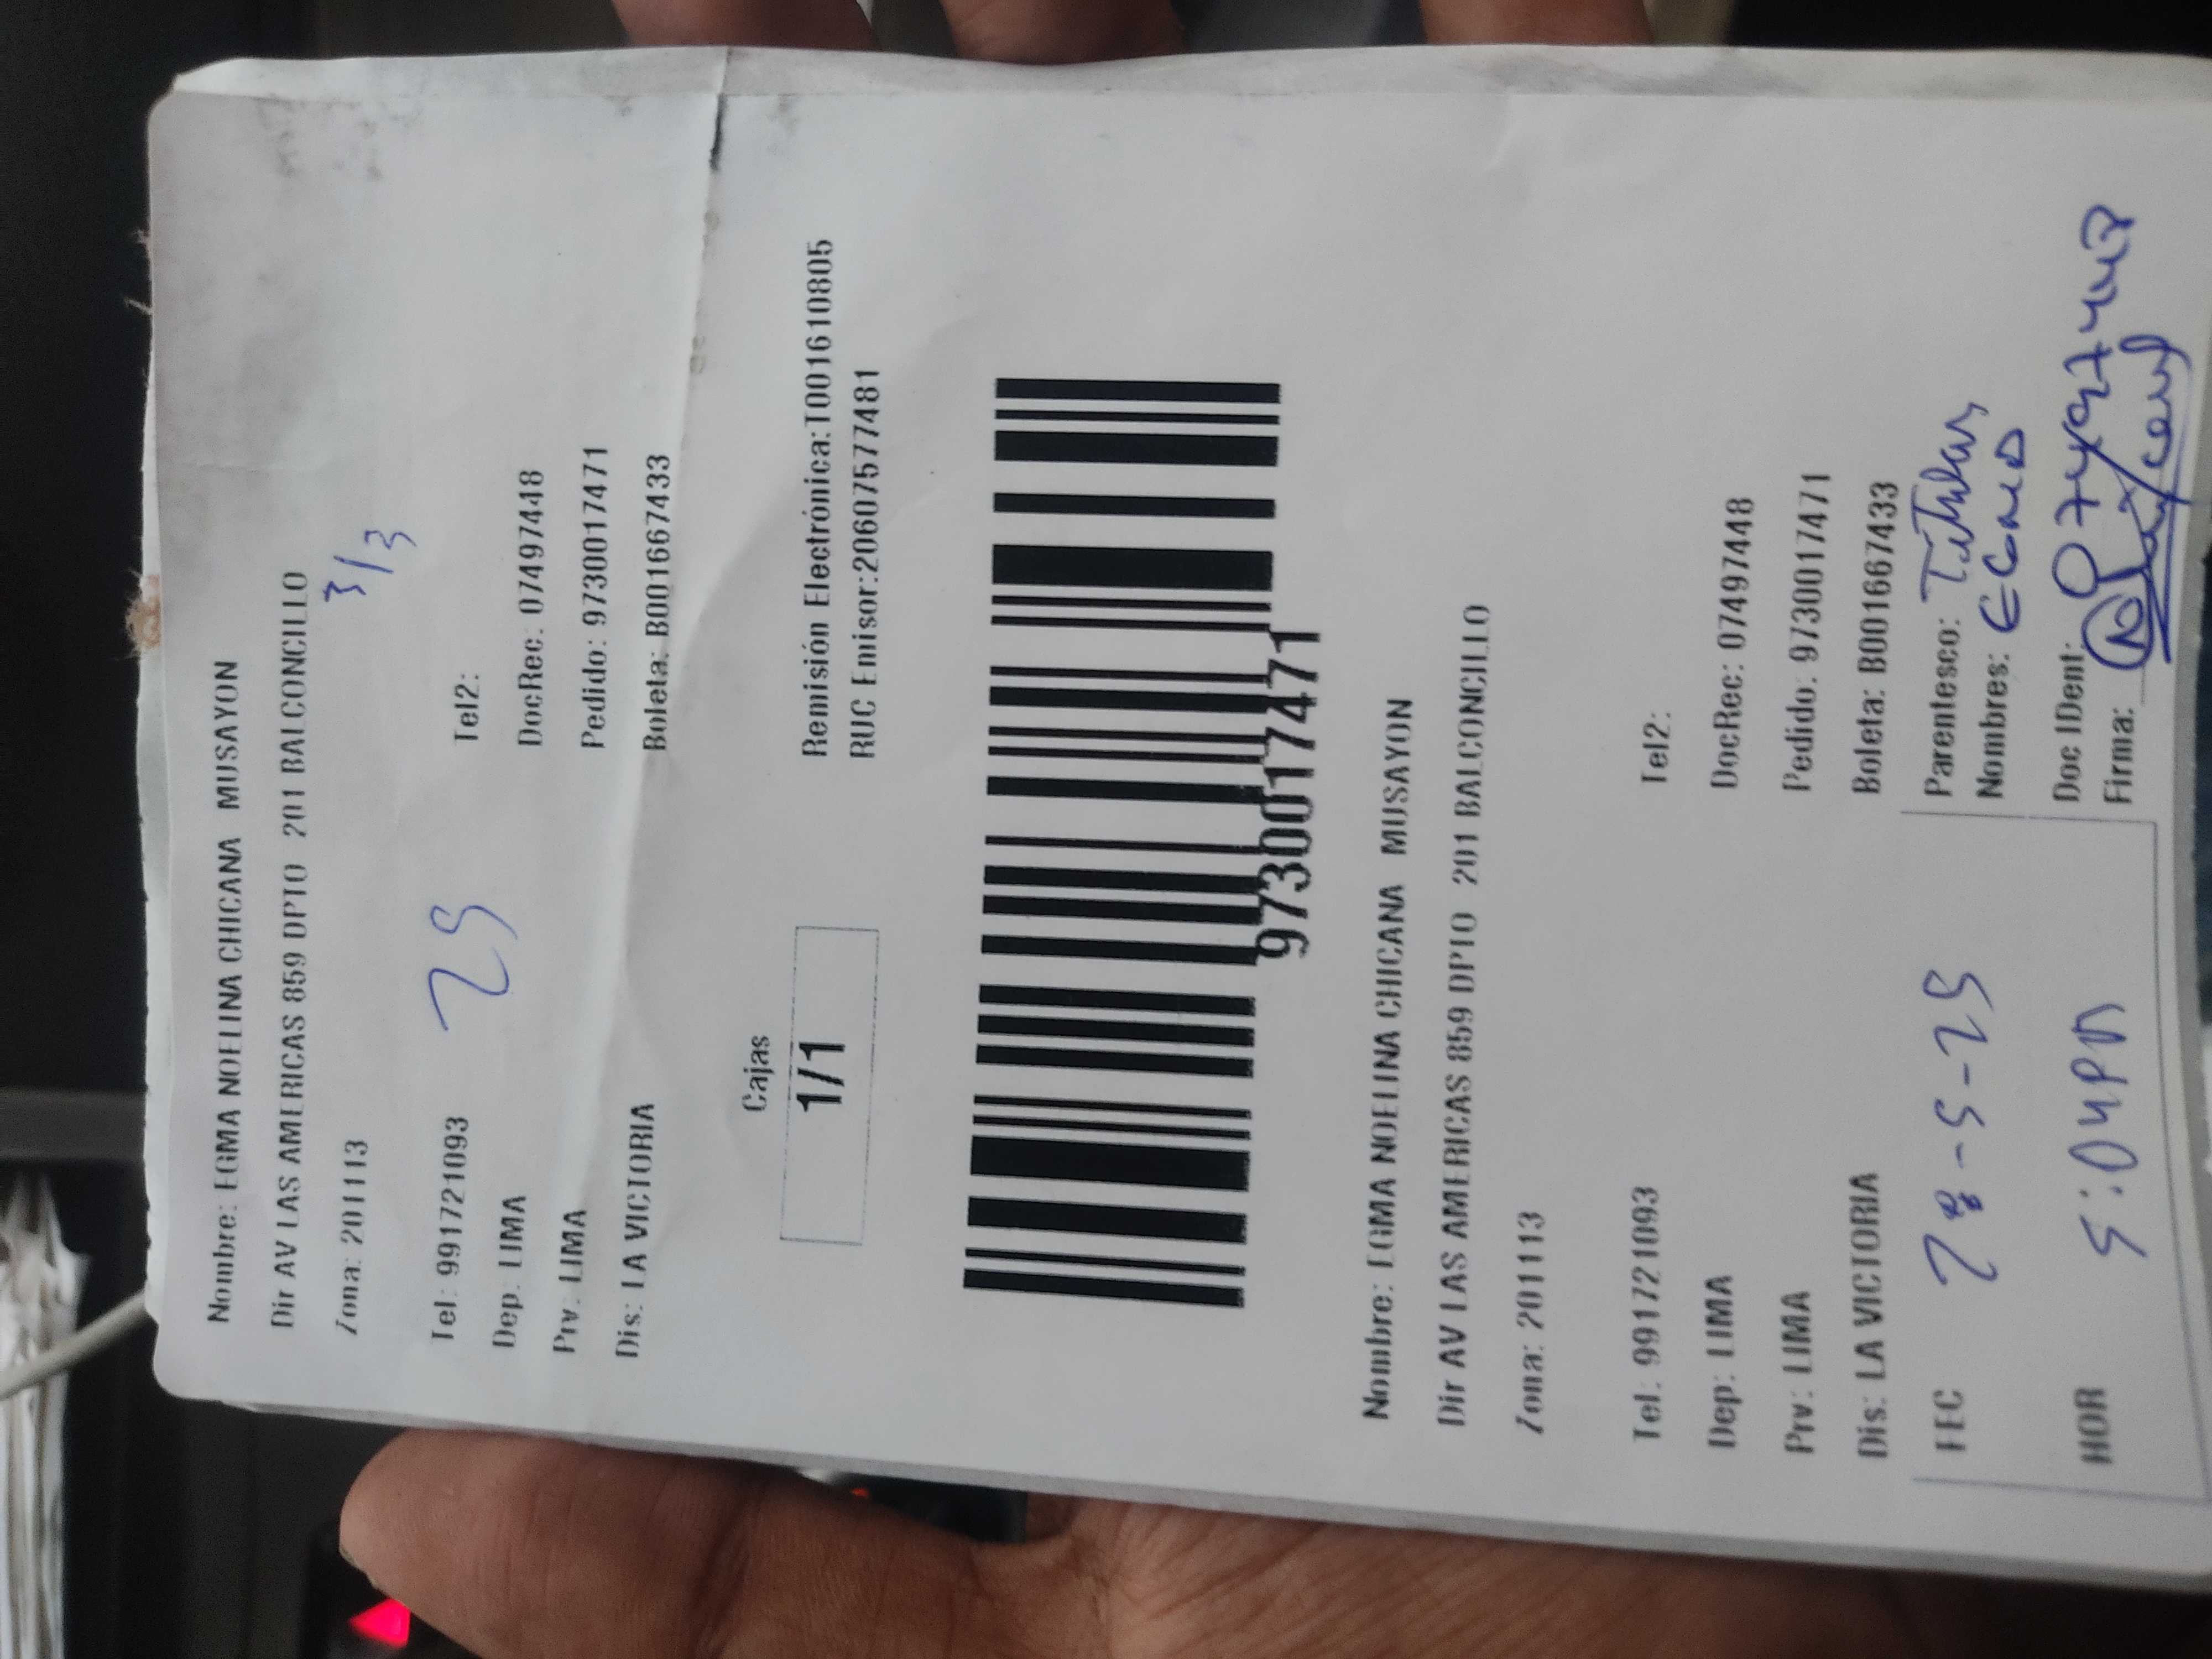 Nombre: EGMA NOELINA CHICANA MUSAYON
Dir AV LAS AMERICAS 859 DPTO 201 BALCONCILLO
Zona: 201113
3/3
Tel: 991721093 Tel2:
29
Dep: LIMA DocRec: 07497448
Prv: LIMA Pedido: 9730017471
Dis: LA VICTORIA Boleta: B001667433
Cajas
1/1
Remisión Electrónica:T001610805
RUC Emisor:20607577481
9730017471
Nombre: EGMA NOELINA CHICANA MUSAYON
Dir AV LAS AMERICAS 859 DPTO 201 BALCONCILLO
Zona: 201113
Tel: 991721093 Tel2:
Dep: LIMA DocRec: 07497448
Prv: LIMA Pedido: 9730017471
Dis: LA VICTORIA Boleta: B001667433
FEC Parentesco: Titular
Nombres:
HOR Doc IDent:
Firma: